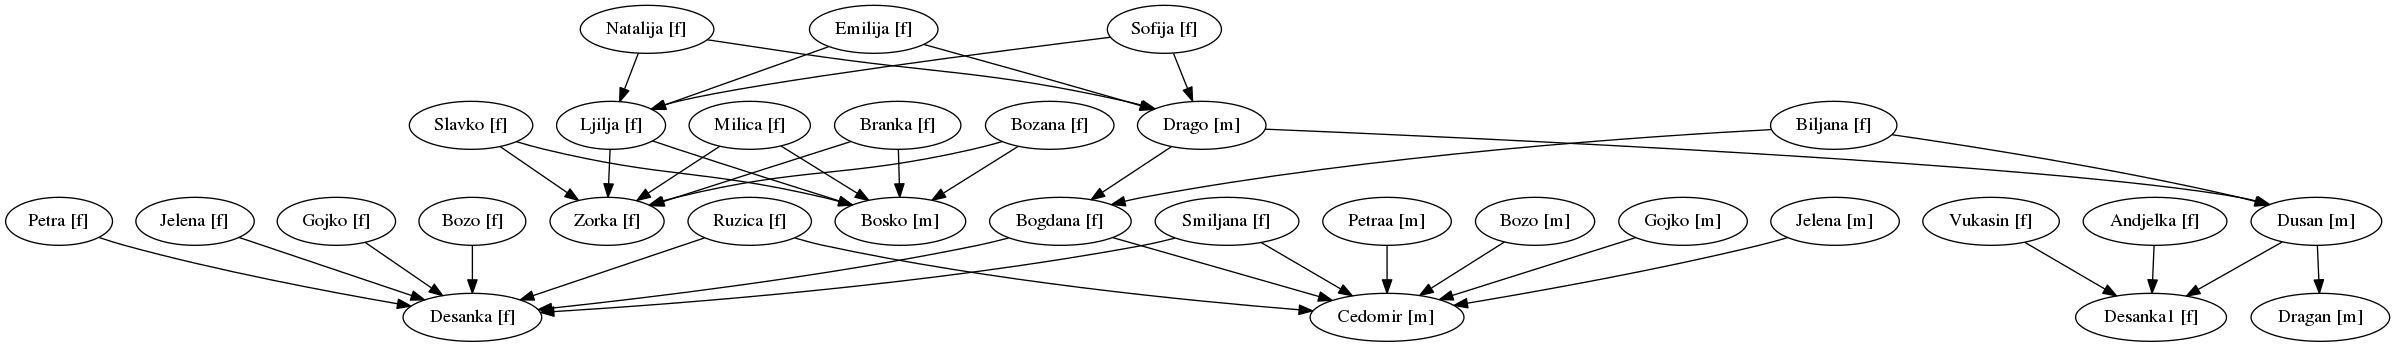 Natalija [f]
Emilija [f]
Sofija [f]
Slavko [f]
Ljilja [f]
Milica [f]
Branka [f]
Bozana [f]
Drago [m]
Biljana [f]
Petra [f]
Jelena [f]
Gojko [f]
Bozo [f]
Zorka [f]
Ruzica [f]
Bosko [m]
Bogdana [f]
Smiljana [f]
Petraa [m]
Bozo [m]
Gojko [m]
Jelena [m]
Vukasin [f]
Andjelka [f]
Dusan [m]
Desanka [f]
Cedomir [m]
Desanka1 [f]
Dragan [m]